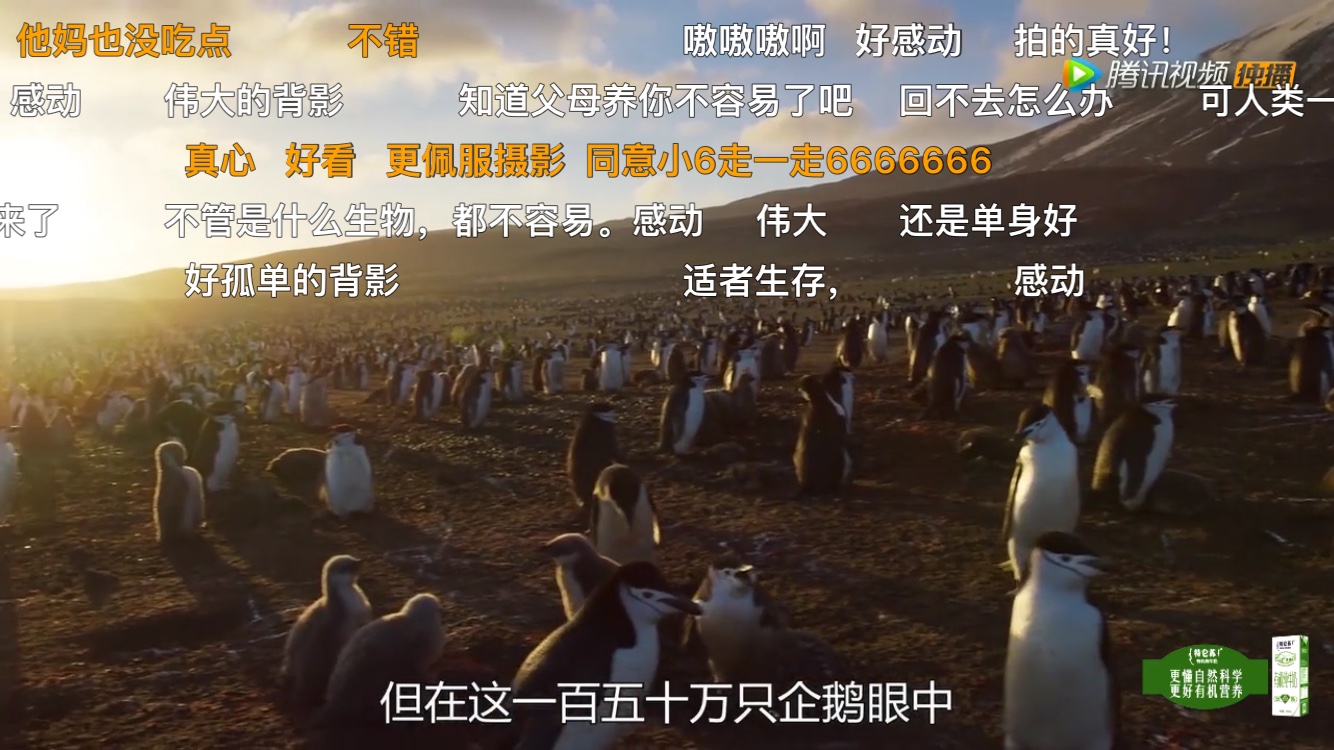 他妈也没吃点 不错 嗷嗷嗷啊 好感动 拍的真好!
腾讯视频 独播
感动 伟大的背影 知道父母养你不容易了吧 回不去怎么办 可人类一
真心 好看 更佩服摄影 同意小6走一走6666666
来了 不管是什么生物，都不容易。感动 伟大 还是单身好
好孤单的背影 适者生存， 感动
特仑苏
更懂自然科学
更好有机营养
但在这一百五十万只企鹅眼中